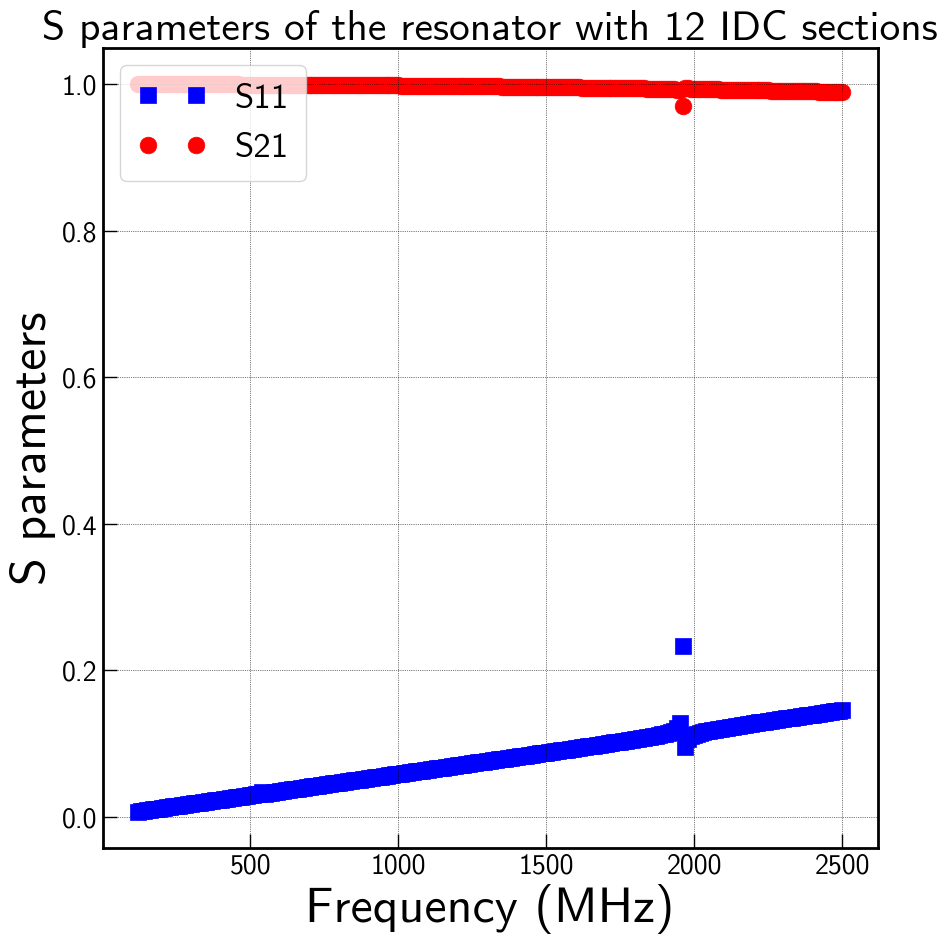 S parameters of the resonator with 12 IDC sections
S11
S21
1.0
0.8
0.6
0.4
0.2
0.0
S parameters
500
1000
1500
2000
2500
Frequency (MHz)